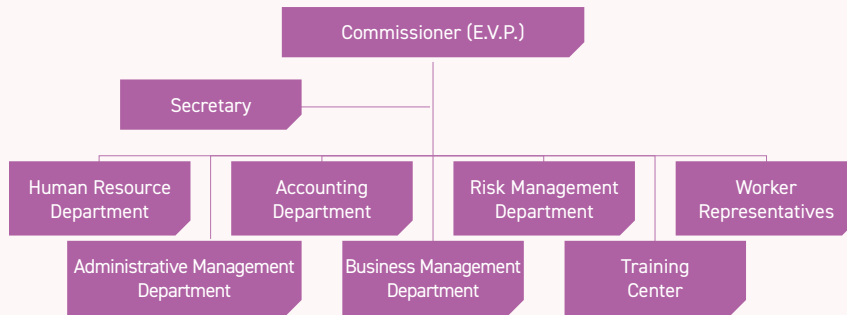 Commissioner (E.V.P.)
Secretary
Human Resource
Department
Accounting
Department
Risk Management
Department
Worker
Representatives
Administrative Management
Department
Business Management
Department
Training
Center